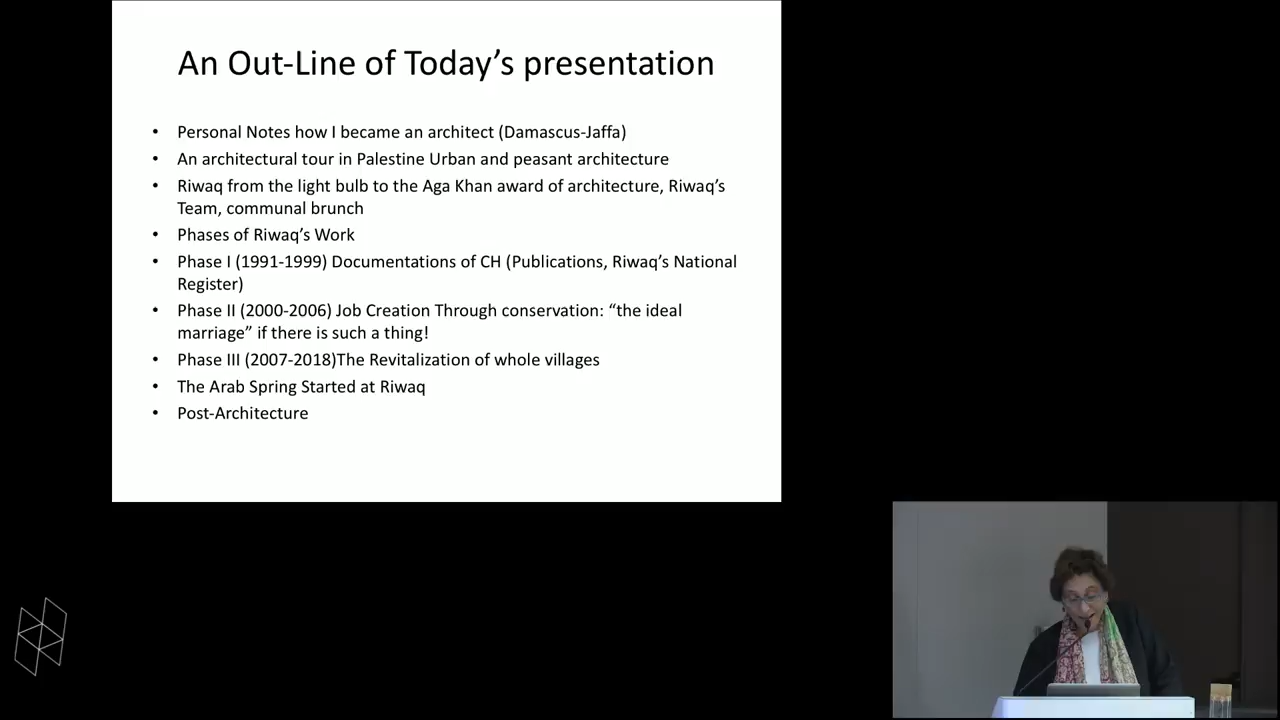 An Out-Line of Today’s presentation
• Personal Notes how I became an architect (Damascus-Jaffa)
• An architectural tour in Palestine Urban and peasant architecture
• Riwaq from the light bulb to the Aga Khan award of architecture, Riwaq’s
Team, communal brunch
• Phases of Riwaq’s Work
• Phase I (1991-1999) Documentations of CH (Publications, Riwaq’s National
Register)
• Phase II (2000-2006) Job Creation Through conservation: “the ideal
marriage” if there is such a thing!
• Phase III (2007-2018)The Revitalization of whole villages
• The Arab Spring Started at Riwaq
• Post-Architecture